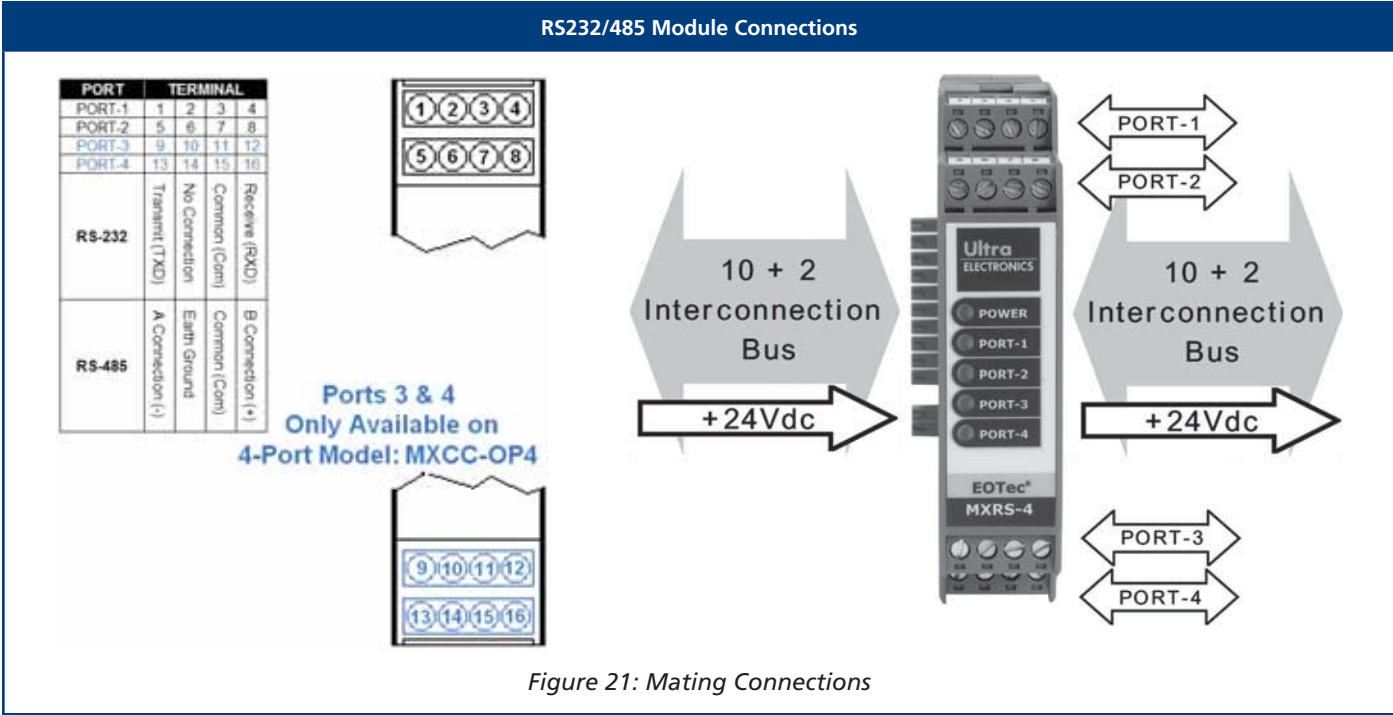 RS232/485 Module Connections
PORT TERMINAL
PORT-1 1 2 3 4
PORT-2 5 6 7 8
PORT-3 9 10 11 12
PORT-4 13 14 15 16
RS-232 Transmit (TXD) No Connection Common (Com) Receive (RXD)
RS-485 A Connection (-) Earth Ground Common (Com) B Connection (+)
1 2 3 4
5 6 7 8
Ports 3 & 4
Only Available on
4-Port Model: MXCC-OP4
9 10 11 12
13 14 15 16
10 + 2
Interconnection
Bus
+24Vdc
Ultra
ELECTRONICS
POWER
PORT-1
PORT-2
PORT-3
PORT-4
EOTec®
MXRS-4
PORT-1
PORT-2
10 + 2
Interconnection
Bus
+24Vdc
PORT-3
PORT-4
Figure 21: Mating Connections